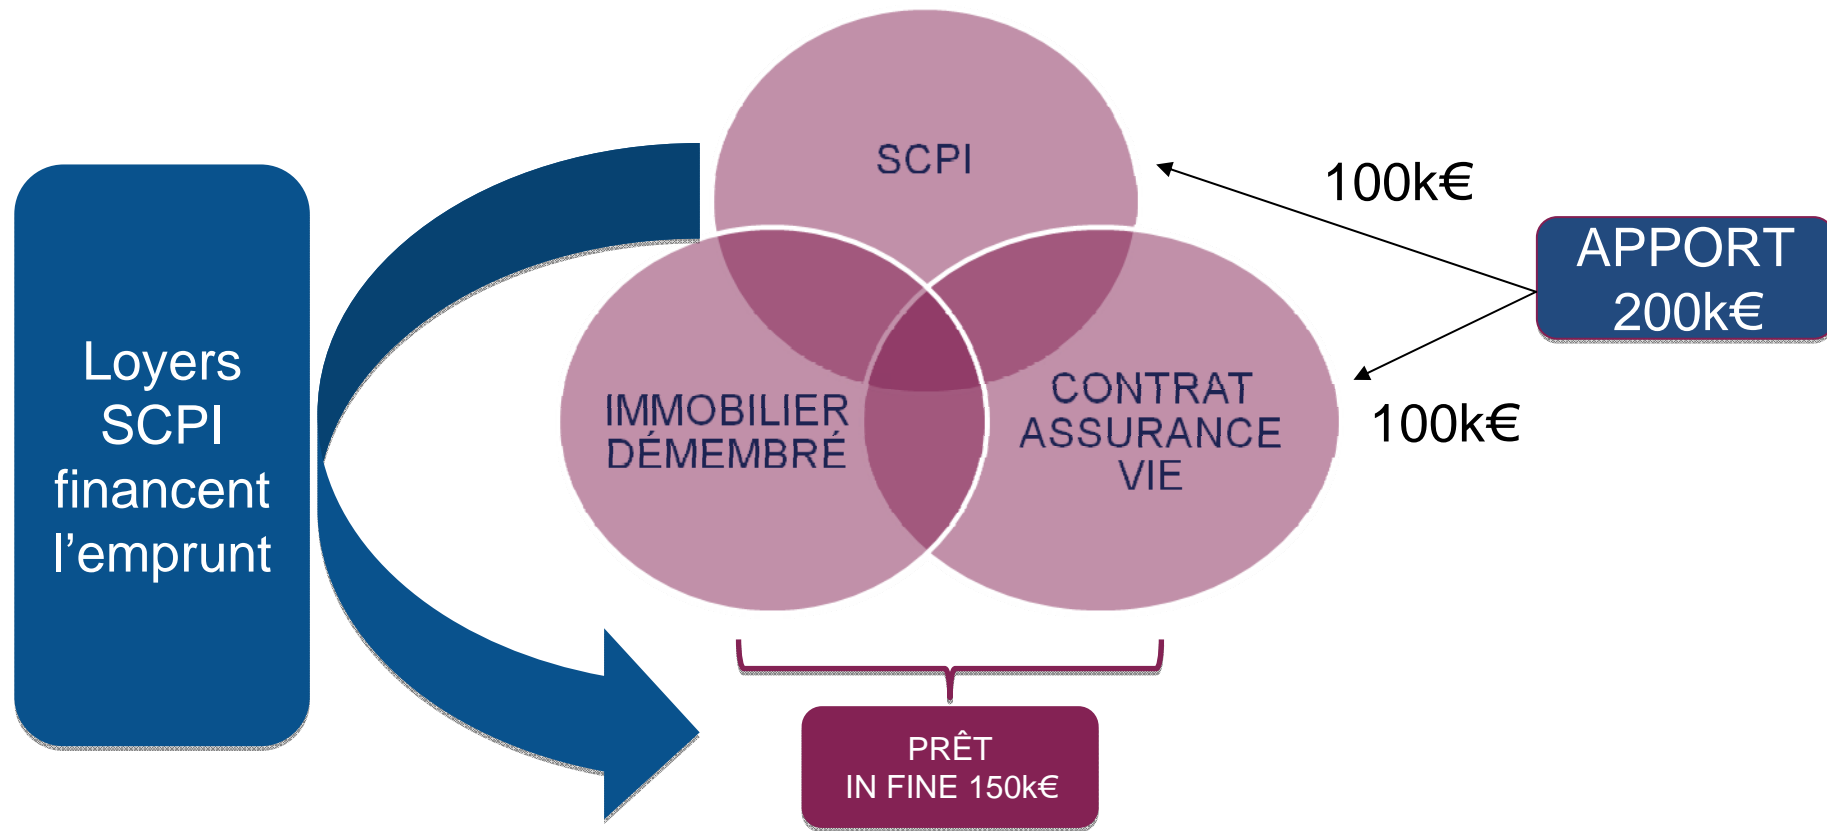 SCPI
100k€
APPORT
200k€
Loyers
SCPI
financent
l’emprunt
IMMOBILIER
DÉMEMBRÉ
CONTRAT
ASSURANCE
VIE
100k€
PRÊT
IN FINE 150k€